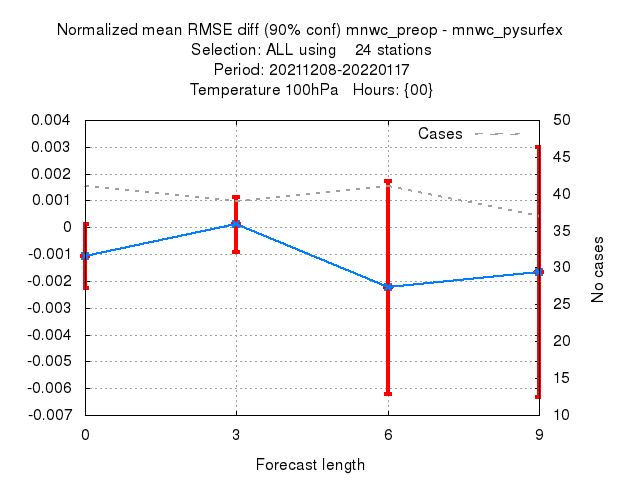 Normalized mean RMSE diff (90% conf) mnwc_preop - mnwc_pysurfex
Selection: ALL using    24 stations
Period: 20211208-20220117
Temperature 100hPa   Hours: {00}
Cases
0.004
0.003
0.002
0.001
0
-0.001
-0.002
-0.003
-0.004
-0.005
-0.006
-0.007
50
45
40
35
30
25
20
15
10
No cases
0 3 6 9
Forecast length